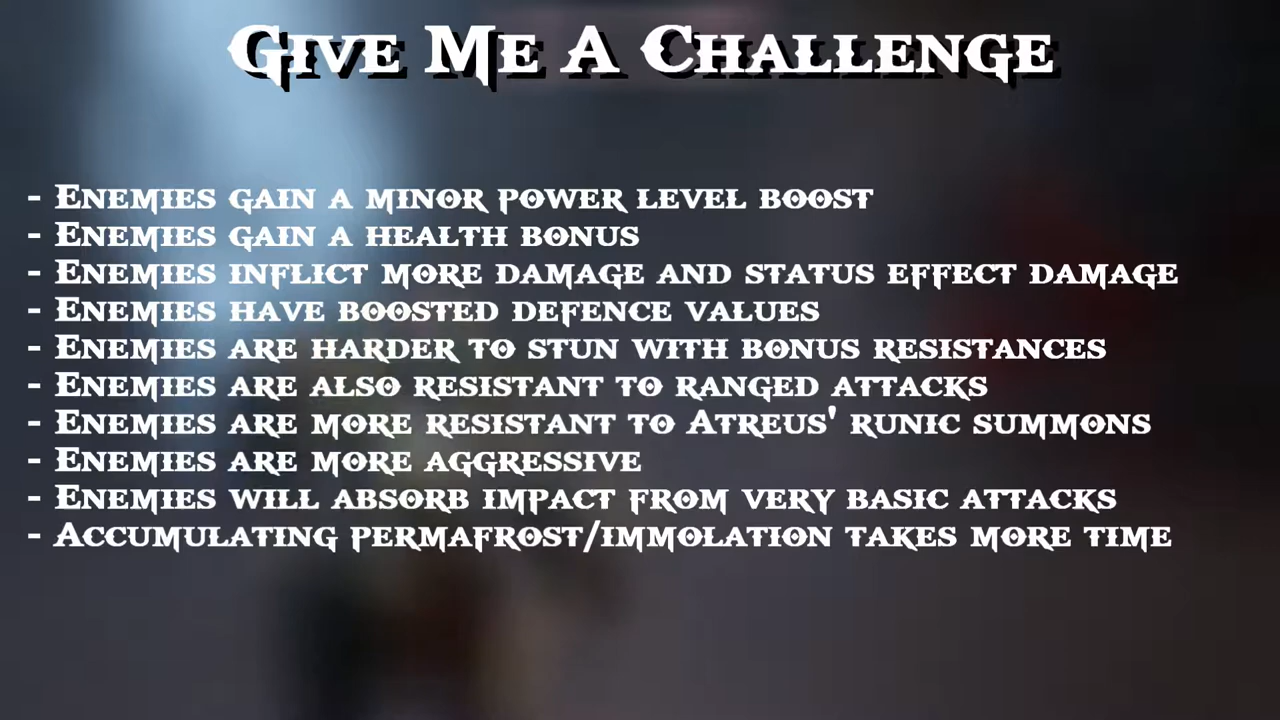 Give Me A Challenge
- Enemies gain a minor power level boost
- Enemies gain a health bonus
- Enemies inflict more damage and status effect damage
- Enemies have boosted defence values
- Enemies are harder to stun with bonus resistances
- Enemies are also resistant to ranged attacks
- Enemies are more resistant to Atreus' runic summons
- Enemies are more aggressive
- Enemies will absorb impact from very basic attacks
- Accumulating permafrost/immolation takes more time